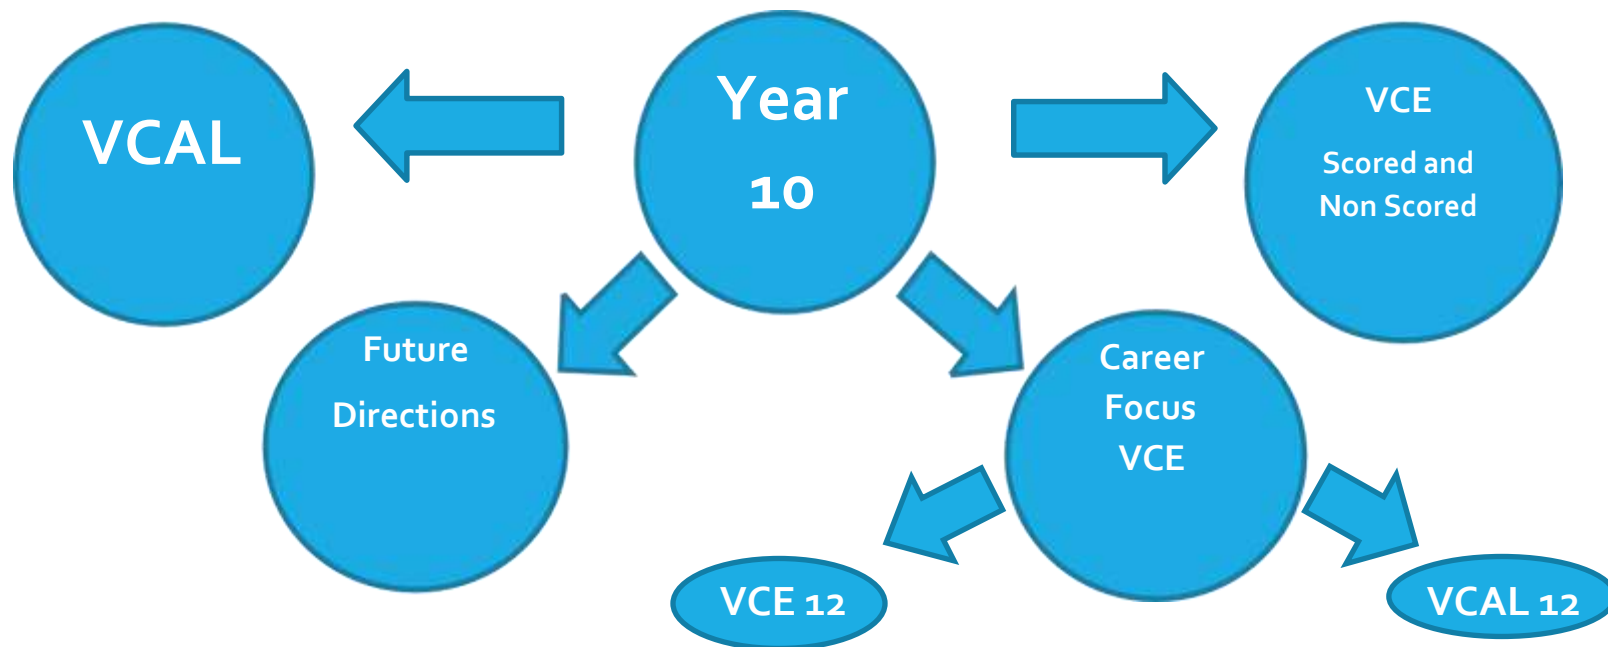 VCAL
Year
10
VCE
Scored and
Non Scored
Future
Directions
Career
Focus
VCE
VCE 12
VCAL 12